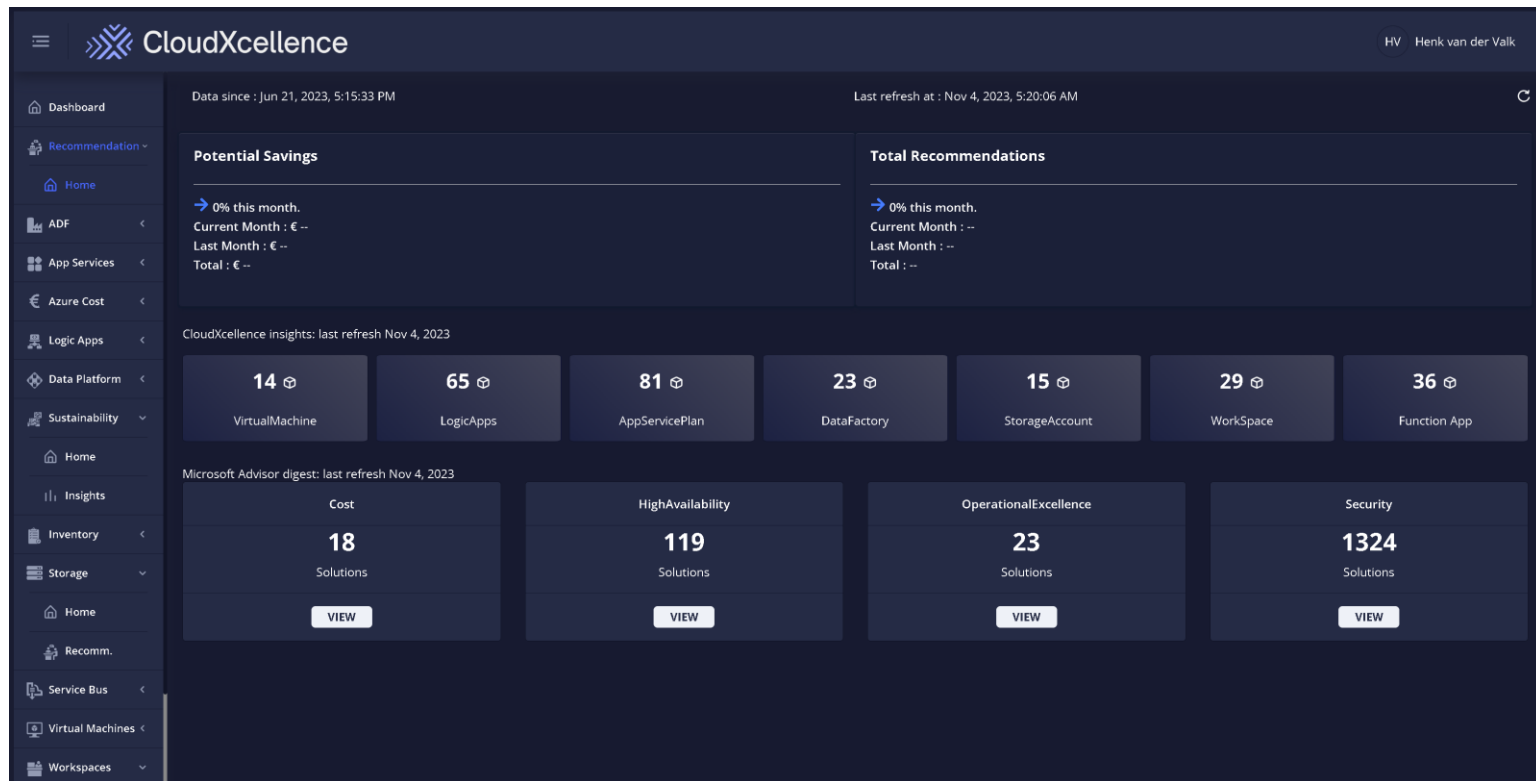 CloudXcellence
HV Henk van der Valk
Dashboard
Recommendation
Home
ADF
App Services
Azure Cost
Logic Apps
Data Platform
Sustainability
Home
Insights
Inventory
Storage
Home
Recomm.
Service Bus
Virtual Machines
Workspaces
Data since : Jun 21, 2023, 5:15:33 PM
Last refresh at : Nov 4, 2023, 5:20:06 AM
Potential Savings
0% this month.
Current Month : € --
Last Month : € --
Total : € --
Total Recommendations
0% this month.
Current Month : --
Last Month : --
Total : --
CloudXcellence insights: last refresh Nov 4, 2023
14
VirtualMachine
65
LogicApps
81
AppServicePlan
23
DataFactory
15
StorageAccount
29
WorkSpace
36
Function App
Microsoft Advisor digest: last refresh Nov 4, 2023
Cost
18
Solutions
VIEW
HighAvailability
119
Solutions
VIEW
OperationalExcellence
23
Solutions
VIEW
Security
1324
Solutions
VIEW